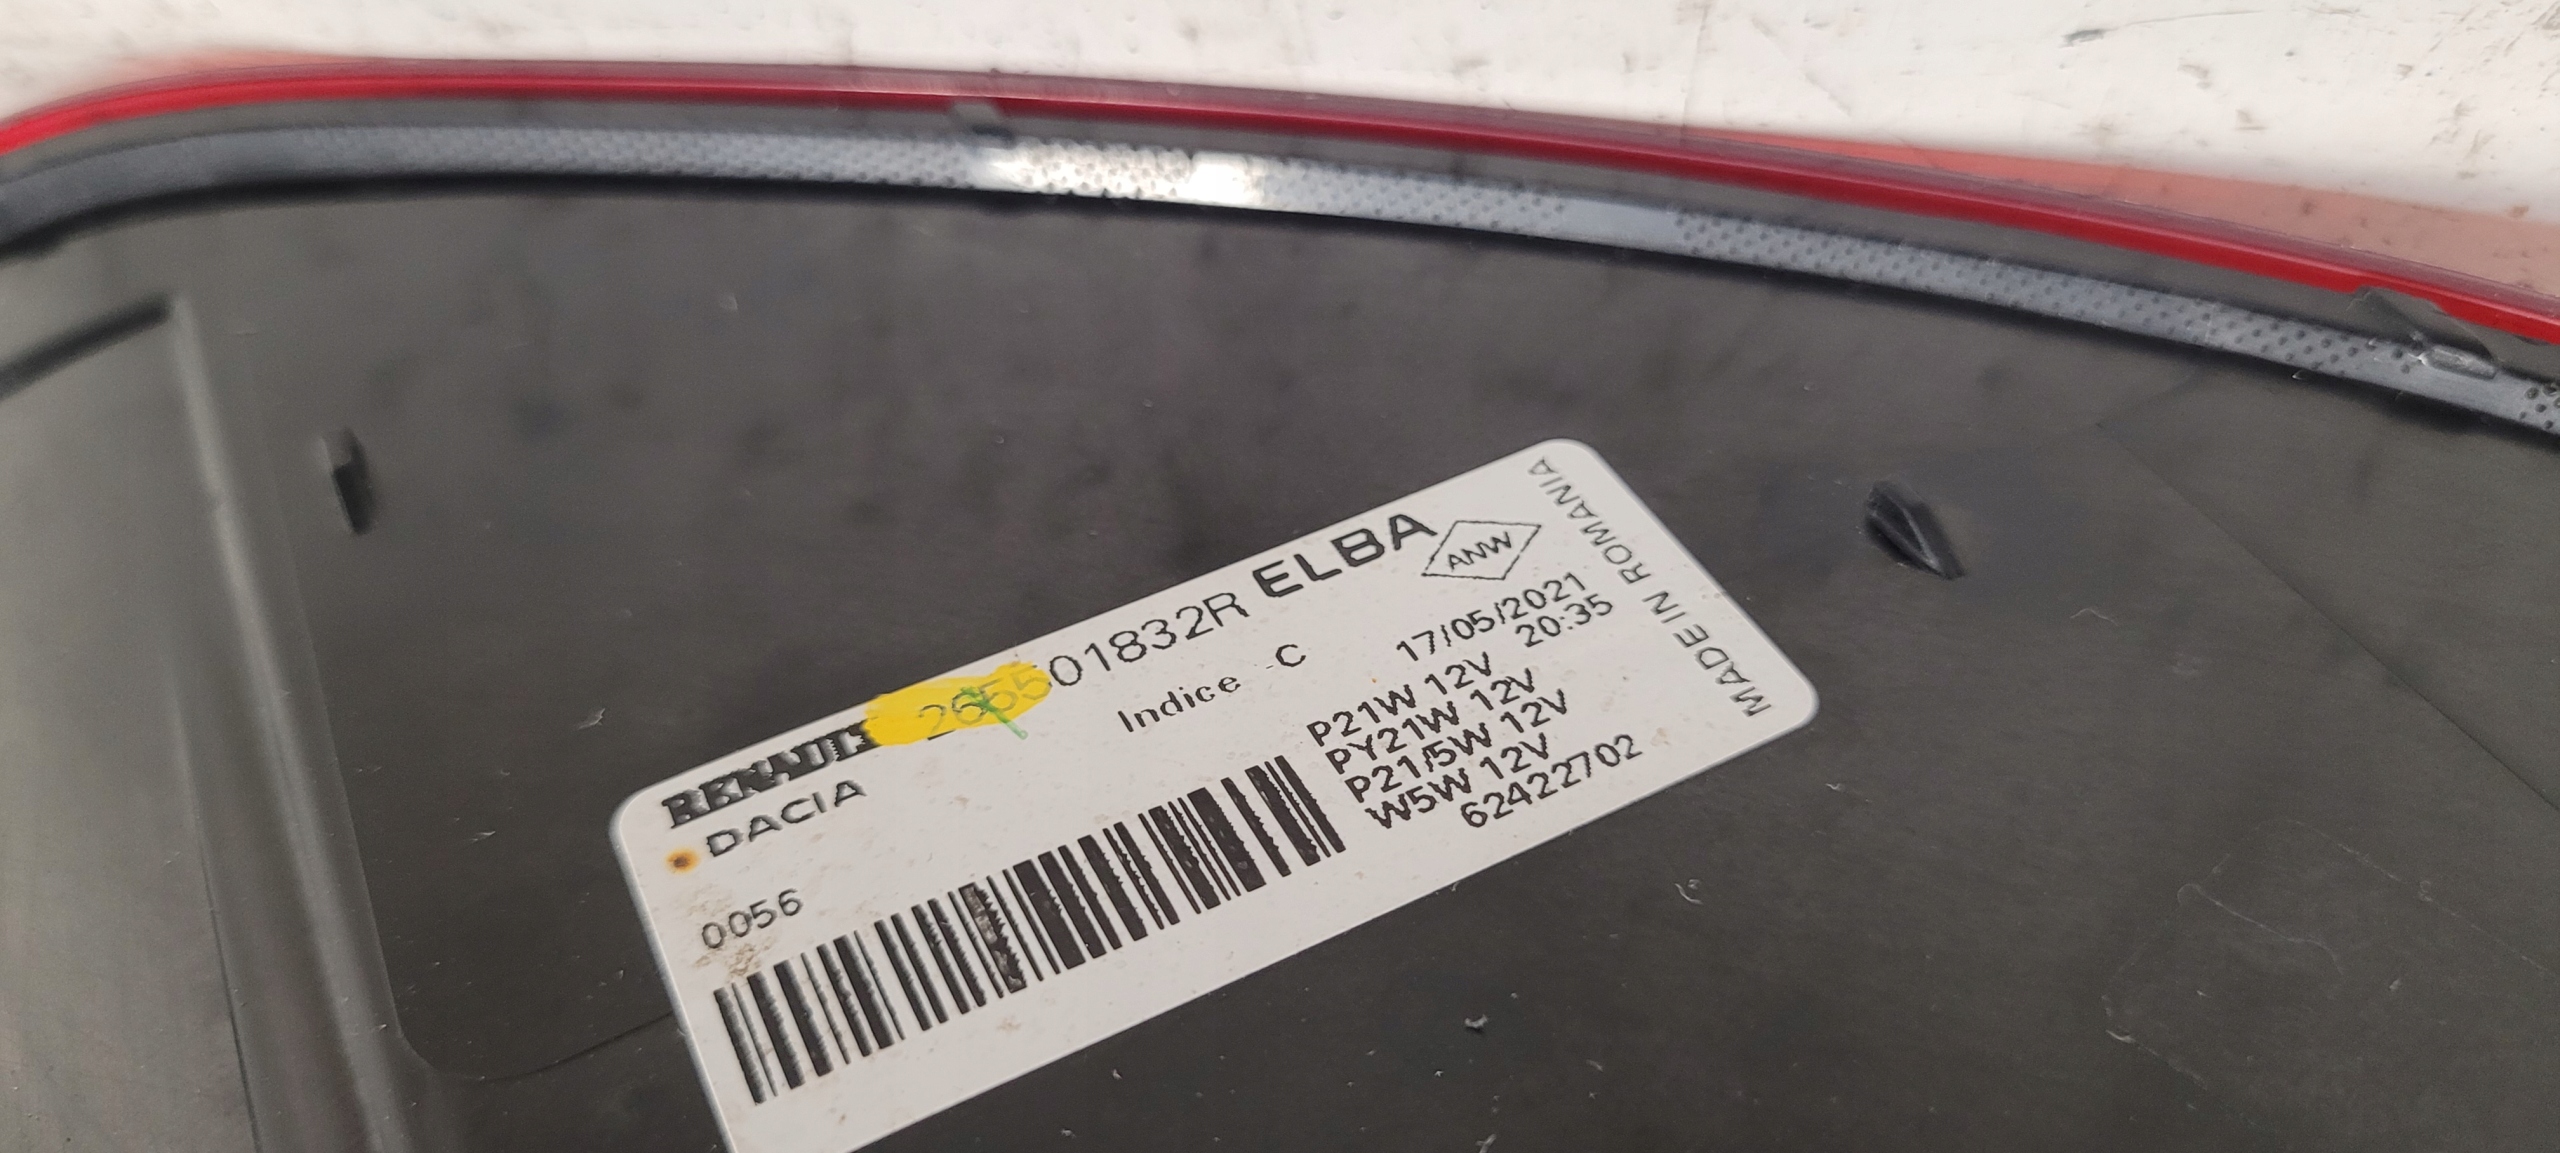 RENAULT 265501832R ELBA
DACIA
Indice C
ANW
17/05/2021
20:35
P21W 12V
PY21W 12V
P21/5W 12V
W5W 12V
62422702
0056
MADE IN ROMANIA